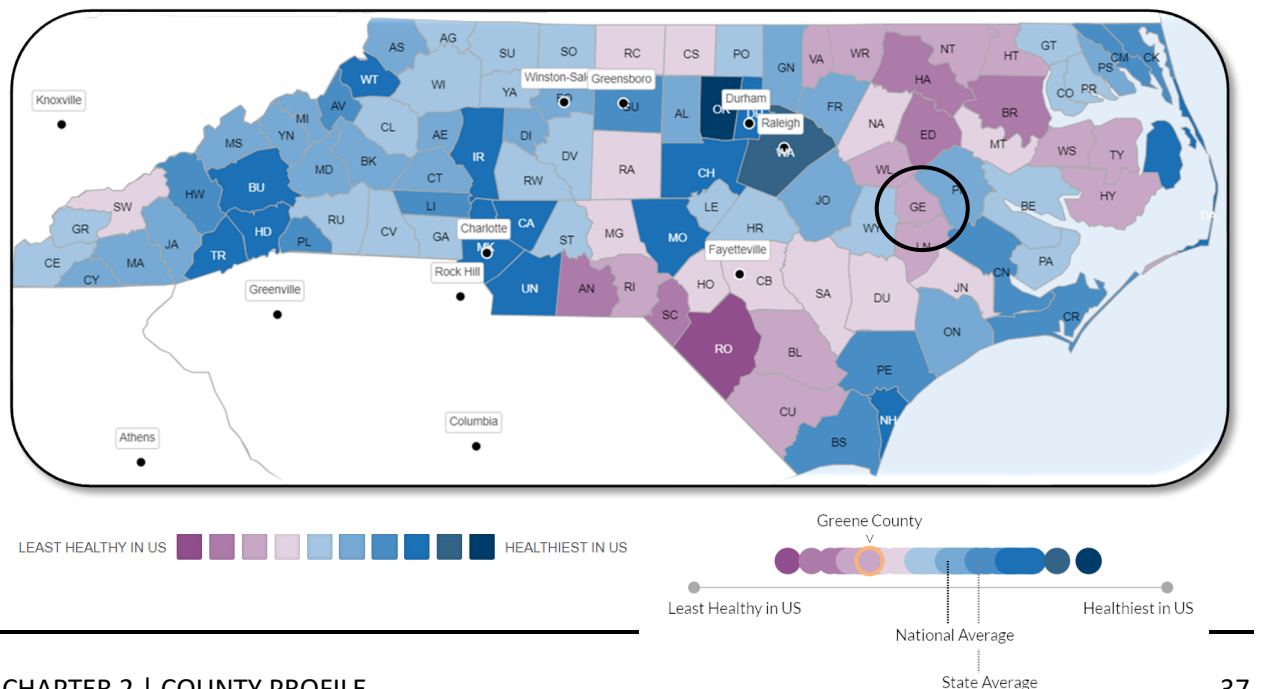 AS
AG
SU
SO
RC
CS
PO
GN
VA
WR
NT
HT
GT
CM
CK
PS
WT
WI
YA
Winston-Sal
Greensboro
GU
AL
Durham
Raleigh
WA
FR
HA
BR
CO
PR
Knoxville
AV
MI
YN
MS
CL
AE
IR
DI
DV
RA
CH
NA
ED
MT
WS
TY
HW
BU
MD
BK
CT
RW
LE
JO
WL
GE
BE
HY
SW
GR
JA
HD
PL
RU
CV
LI
GA
Charlotte
MK
CA
ST
MG
MO
HR
WY
LN
CE
CY
MA
TR
Rock Hill
UN
AN
RI
Fayetteville
HO
CB
SA
DU
JN
CN
PA
Greenville
SC
RO
BL
ON
CR
PE
CU
BS
NH
Columbia
Athens
Greene County
LEAST HEALTHY IN US
HEALTHIEST IN US
Least Healthy in US
Healthiest in US
National Average
State Average
CHAPTER 2 | COUNTY PROFILE
37